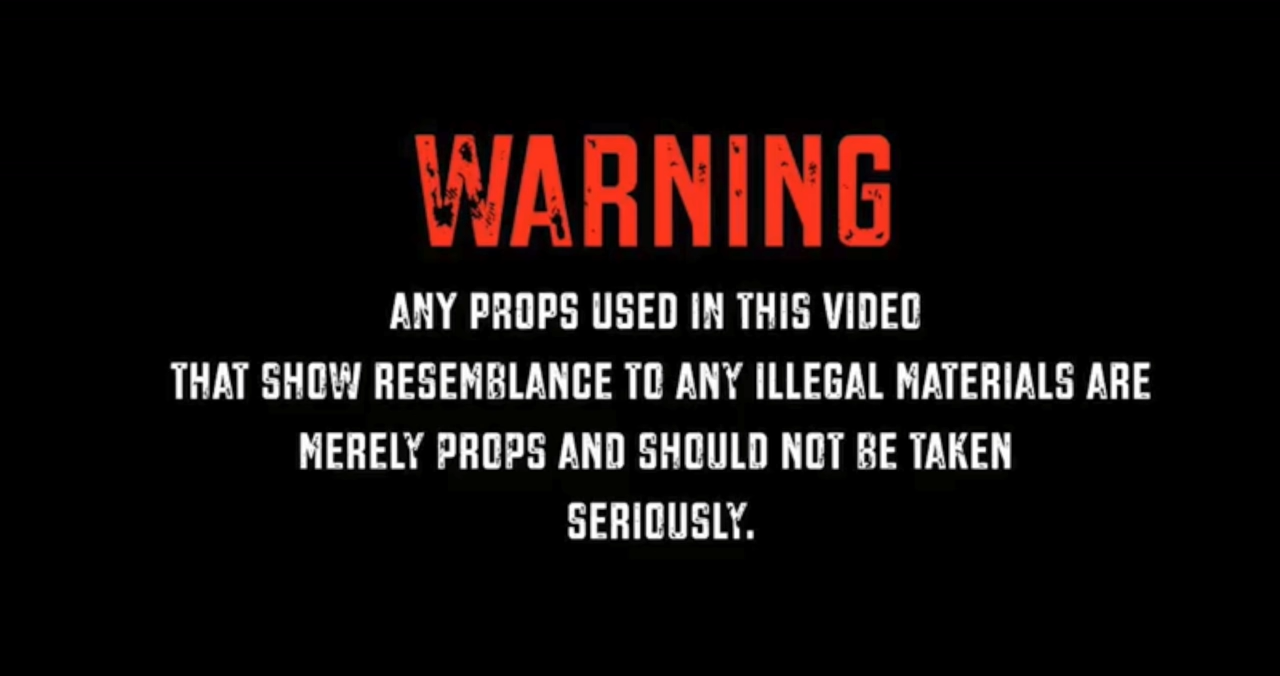 WARNING
ANY PROPS USED IN THIS VIDEO
THAT SHOW RESEMBLANCE TO ANY ILLEGAL MATERIALS ARE
MERELY PROPS AND SHOULD NOT BE TAKEN
SERIOUSLY.